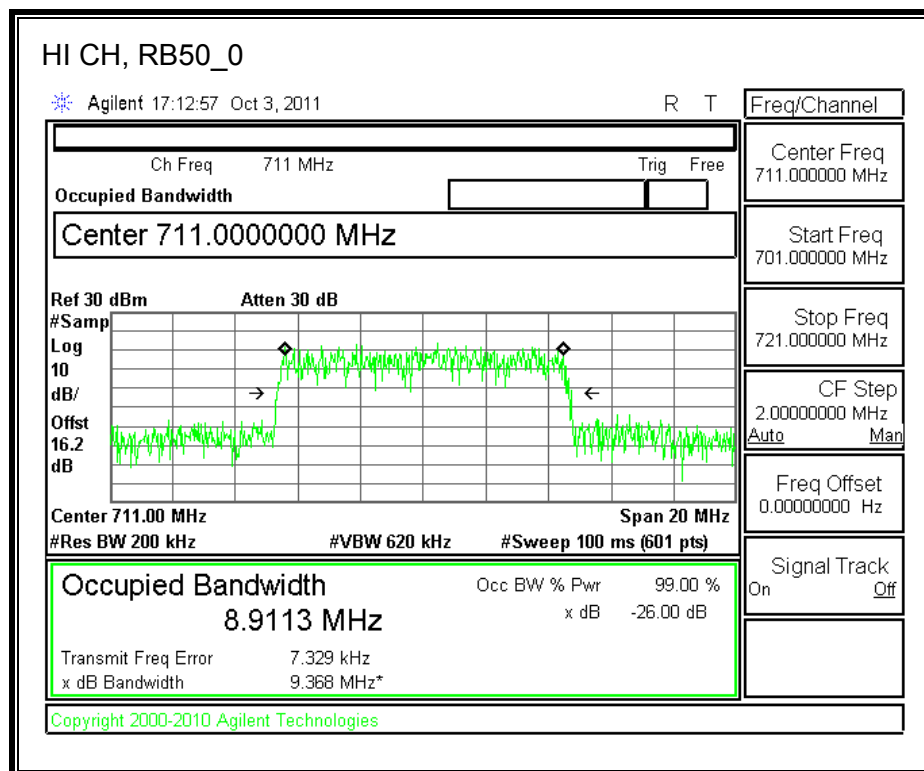 HI CH, RB50_0
Agilent 17:12:57 Oct 3, 2011 R T
Ch Freq 711 MHz Trig Free
Occupied Bandwidth
Center 711.0000000 MHz
Ref 30 dBm Atten 30 dB
#Samp
Log
10
dB/
Offst
16.2
dB
Center 711.00 MHz Span 20 MHz
#Res BW 200 kHz #VBW 620 kHz #Sweep 100 ms (601 pts)
Occupied Bandwidth Occ BW % Pwr 99.00 %
8.9113 MHz x dB -26.00 dB
Transmit Freq Error 7.329 kHz
x dB Bandwidth 9.368 MHz*
Copyright 2000-2010 Agilent Technologies
Freq/Channel
Center Freq
711.000000 MHz
Start Freq
701.000000 MHz
Stop Freq
721.000000 MHz
CF Step
2.00000000 MHz
Auto Man
Freq Offset
0.00000000 Hz
Signal Track
On Off